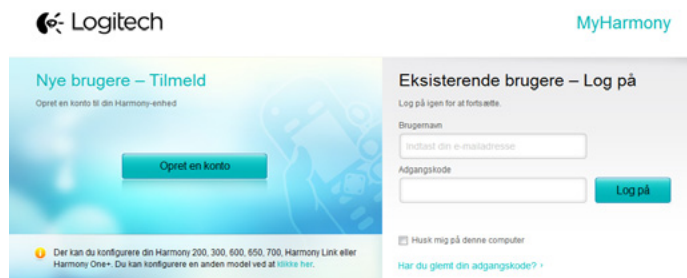 Logitech
MyHarmony
Nye brugere – Tilmeld
Opret en konto til din Harmony-enhed
Opret en konto
Der kan du konfigurere din Harmony 200, 300, 600, 650, 700, Harmony Link eller
Harmony One+. Du kan konfigurere en anden model ved at klikke her.
Eksisterende brugere – Log på
Log på igen for at fortsætte.
Brugernavn
Indtast din e-mailadresse
Adgangskode
Log på
Husk mig på denne computer
Har du glemt din adgangskode? ›